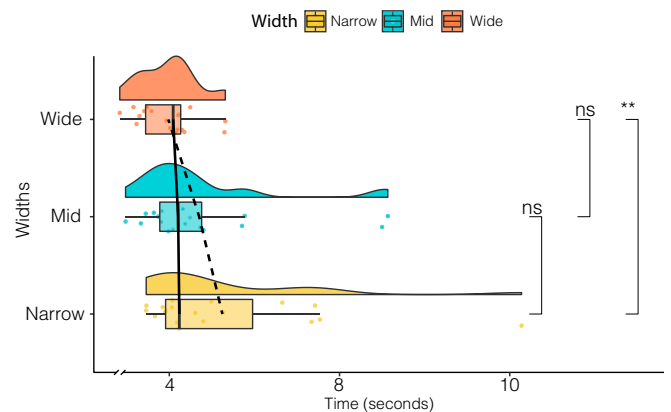 Width Narrow Mid Wide
Wide
Mid
Narrow
Widths
ns
**
ns
4
8
10
Time (seconds)